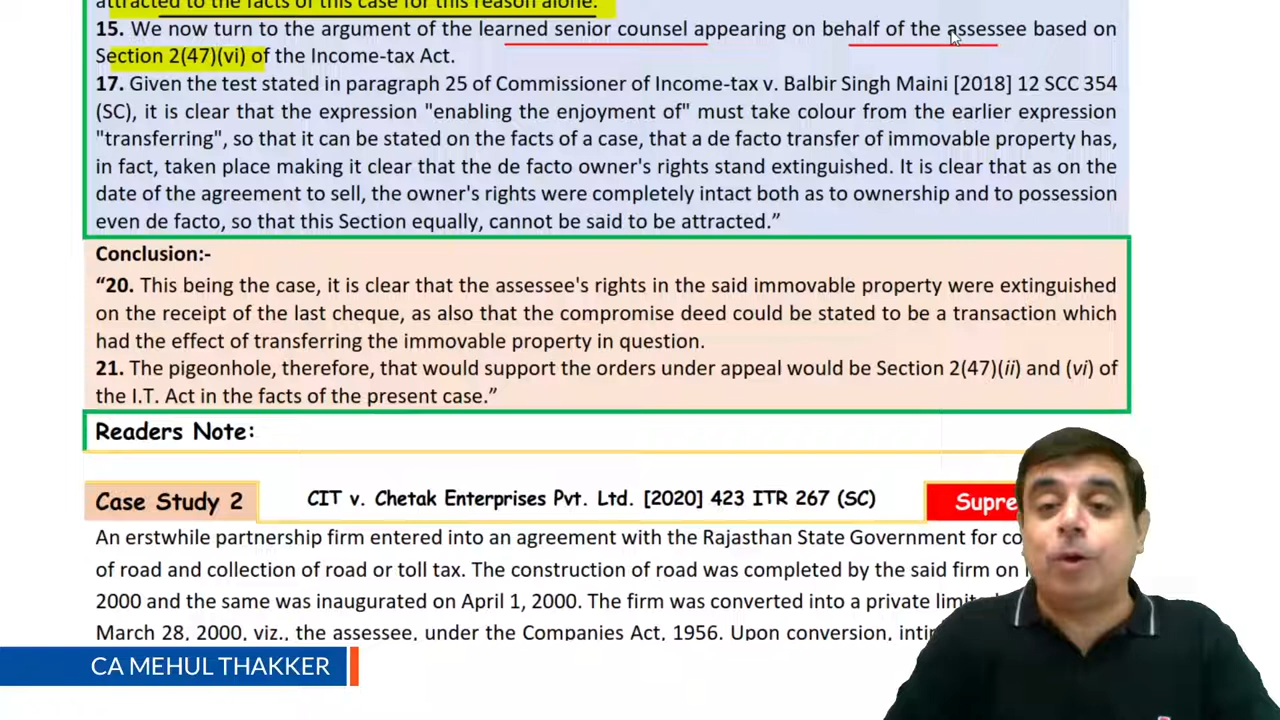 attracted to the facts of this case for this reason alone.
15. We now turn to the argument of the learned senior counsel appearing on behalf of the assessee based on
Section 2(47)(vi) of the Income-tax Act.
17. Given the test stated in paragraph 25 of Commissioner of Income-tax v. Balbir Singh Maini [2018] 12 SCC 354
(SC), it is clear that the expression "enabling the enjoyment of" must take colour from the earlier expression
"transferring", so that it can be stated on the facts of a case, that a de facto transfer of immovable property has,
in fact, taken place making it clear that the de facto owner's rights stand extinguished. It is clear that as on the
date of the agreement to sell, the owner's rights were completely intact both as to ownership and to possession
even de facto, so that this Section equally, cannot be said to be attracted.”
Conclusion:-
“20. This being the case, it is clear that the assessee's rights in the said immovable property were extinguished
on the receipt of the last cheque, as also that the compromise deed could be stated to be a transaction which
had the effect of transferring the immovable property in question.
21. The pigeonhole, therefore, that would support the orders under appeal would be Section 2(47)(ii) and (vi) of
the I.T. Act in the facts of the present case.”
Readers Note:
Case Study 2 CIT v. Chetak Enterprises Pvt. Ltd. [2020] 423 ITR 267 (SC) Supre
An erstwhile partnership firm entered into an agreement with the Rajasthan State Government for co
of road and collection of road or toll tax. The construction of road was completed by the said firm on
2000 and the same was inaugurated on April 1, 2000. The firm was converted into a private limit
March 28, 2000, viz., the assessee, under the Companies Act, 1956. Upon conversion, inti
CA MEHUL THAKKER